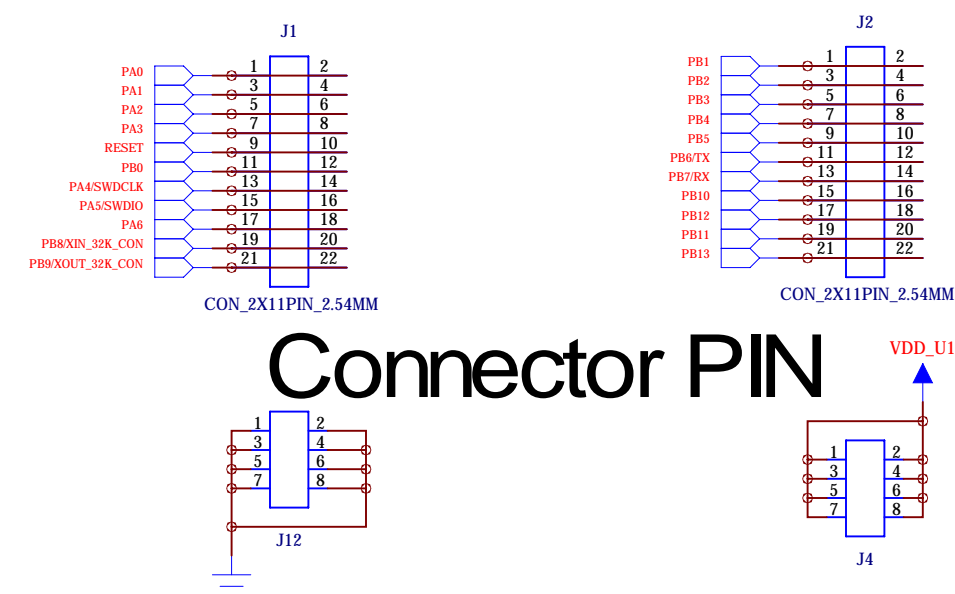 J1
PA0 1 2
PA1 3 4
PA2 5 6
PA3 7 8
RESET 9 10
PB0 11 12
PA4/SWDCLK 13 14
PA5/SWDIO 15 16
PA6 17 18
PB8/XIN_32K_CON 19 20
PB9/XOUT_32K_CON 21 22
CON_2X11PIN_2.54MM
J2
PB1 1 2
PB2 3 4
PB3 5 6
PB4 7 8
PB5 9 10
PB6/TX 11 12
PB7/RX 13 14
PB10 15 16
PB12 17 18
PB11 19 20
PB13 21 22
CON_2X11PIN_2.54MM
Connector PIN
VDD_U1
1 2
3 4
5 6
7 8
J12
1 2
3 4
5 6
7 8
J4